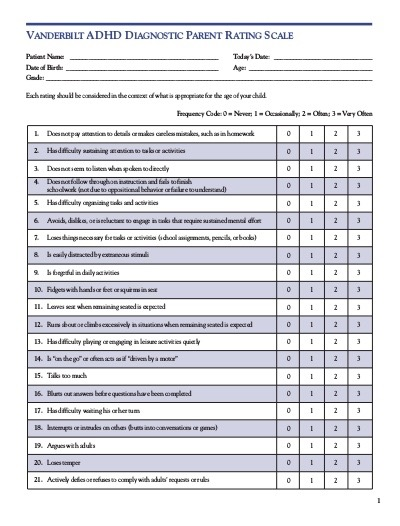 VANDERBILT ADHD DIAGNOSTIC PARENT RATING SCALE
Patient Name: Today's Date:
Date of Birth: Age:
Grade:
Each rating should be considered in the context of what is appropriate for the age of your child.
Frequency Code: 0 = Never; 1 = Occasionally; 2 = Often; 3 = Very Often
1. Does not pay attention to details or makes careless mistakes, such as in homework 0 1 2 3
2. Has difficulty sustaining attention to tasks or activities 0 1 2 3
3. Does not seem to listen when spoken to directly 0 1 2 3
4. Does not follow through on instruction and fails to finish
schoolwork (not due to oppositional behavior or failure to understand) 0 1 2 3
5. Has difficulty organizing tasks and activities 0 1 2 3
6. Avoids, dislikes, or is reluctant to engage in tasks that require sustained mental effort 0 1 2 3
7. Loses things necessary for tasks or activities (school assignments, pencils, or books) 0 1 2 3
8. Is easily distracted by extraneous stimuli 0 1 2 3
9. Is forgetful in daily activities 0 1 2 3
10. Fidgets with hands or feet or squirms in seat 0 1 2 3
11. Leaves seat when remaining seated is expected 0 1 2 3
12. Runs about or climbs excessively in situations when remaining seated is expected 0 1 2 3
13. Has difficulty playing or engaging in leisure activities quietly 0 1 2 3
14. Is "on the go" or often acts as if "driven by a motor" 0 1 2 3
15. Talks too much 0 1 2 3
16. Blurts out answers before questions have been completed 0 1 2 3
17. Has difficulty waiting his or her turn 0 1 2 3
18. Interrupts or intrudes on others (butts into conversations or games) 0 1 2 3
19. Argues with adults 0 1 2 3
20. Loses temper 0 1 2 3
21. Actively defies or refuses to comply with adults' requests or rules 0 1 2 3
1